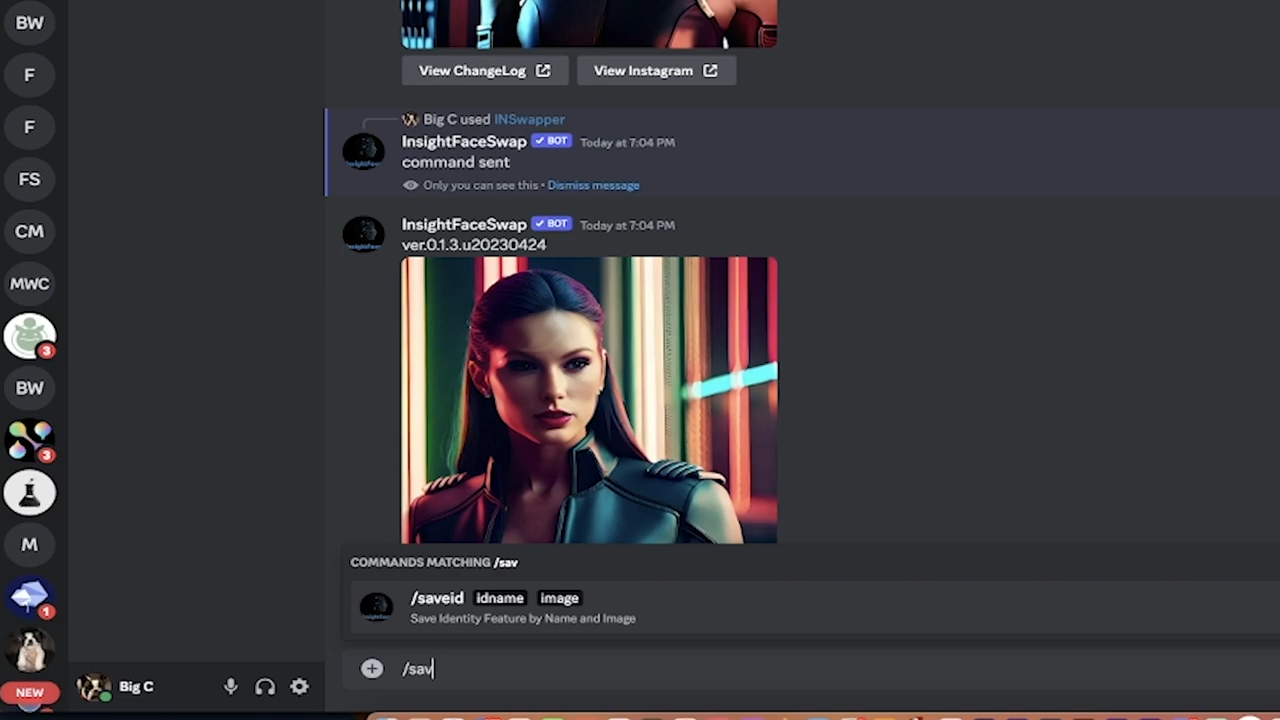 BW
F
F
FS
CM
MWC
3
BW
3
M
1
NEW
View ChangeLog
View Instagram
Big C used INSwapper
InsightFaceSwap ✓ BOT Today at 7:04 PM
command sent
Only you can see this • Dismiss message
InsightFaceSwap ✓ BOT Today at 7:04 PM
ver.0.1.3.u20230424
COMMANDS MATCHING /sav
/saveid idname image
Save Identity Feature by Name and Image
/sav
Big C